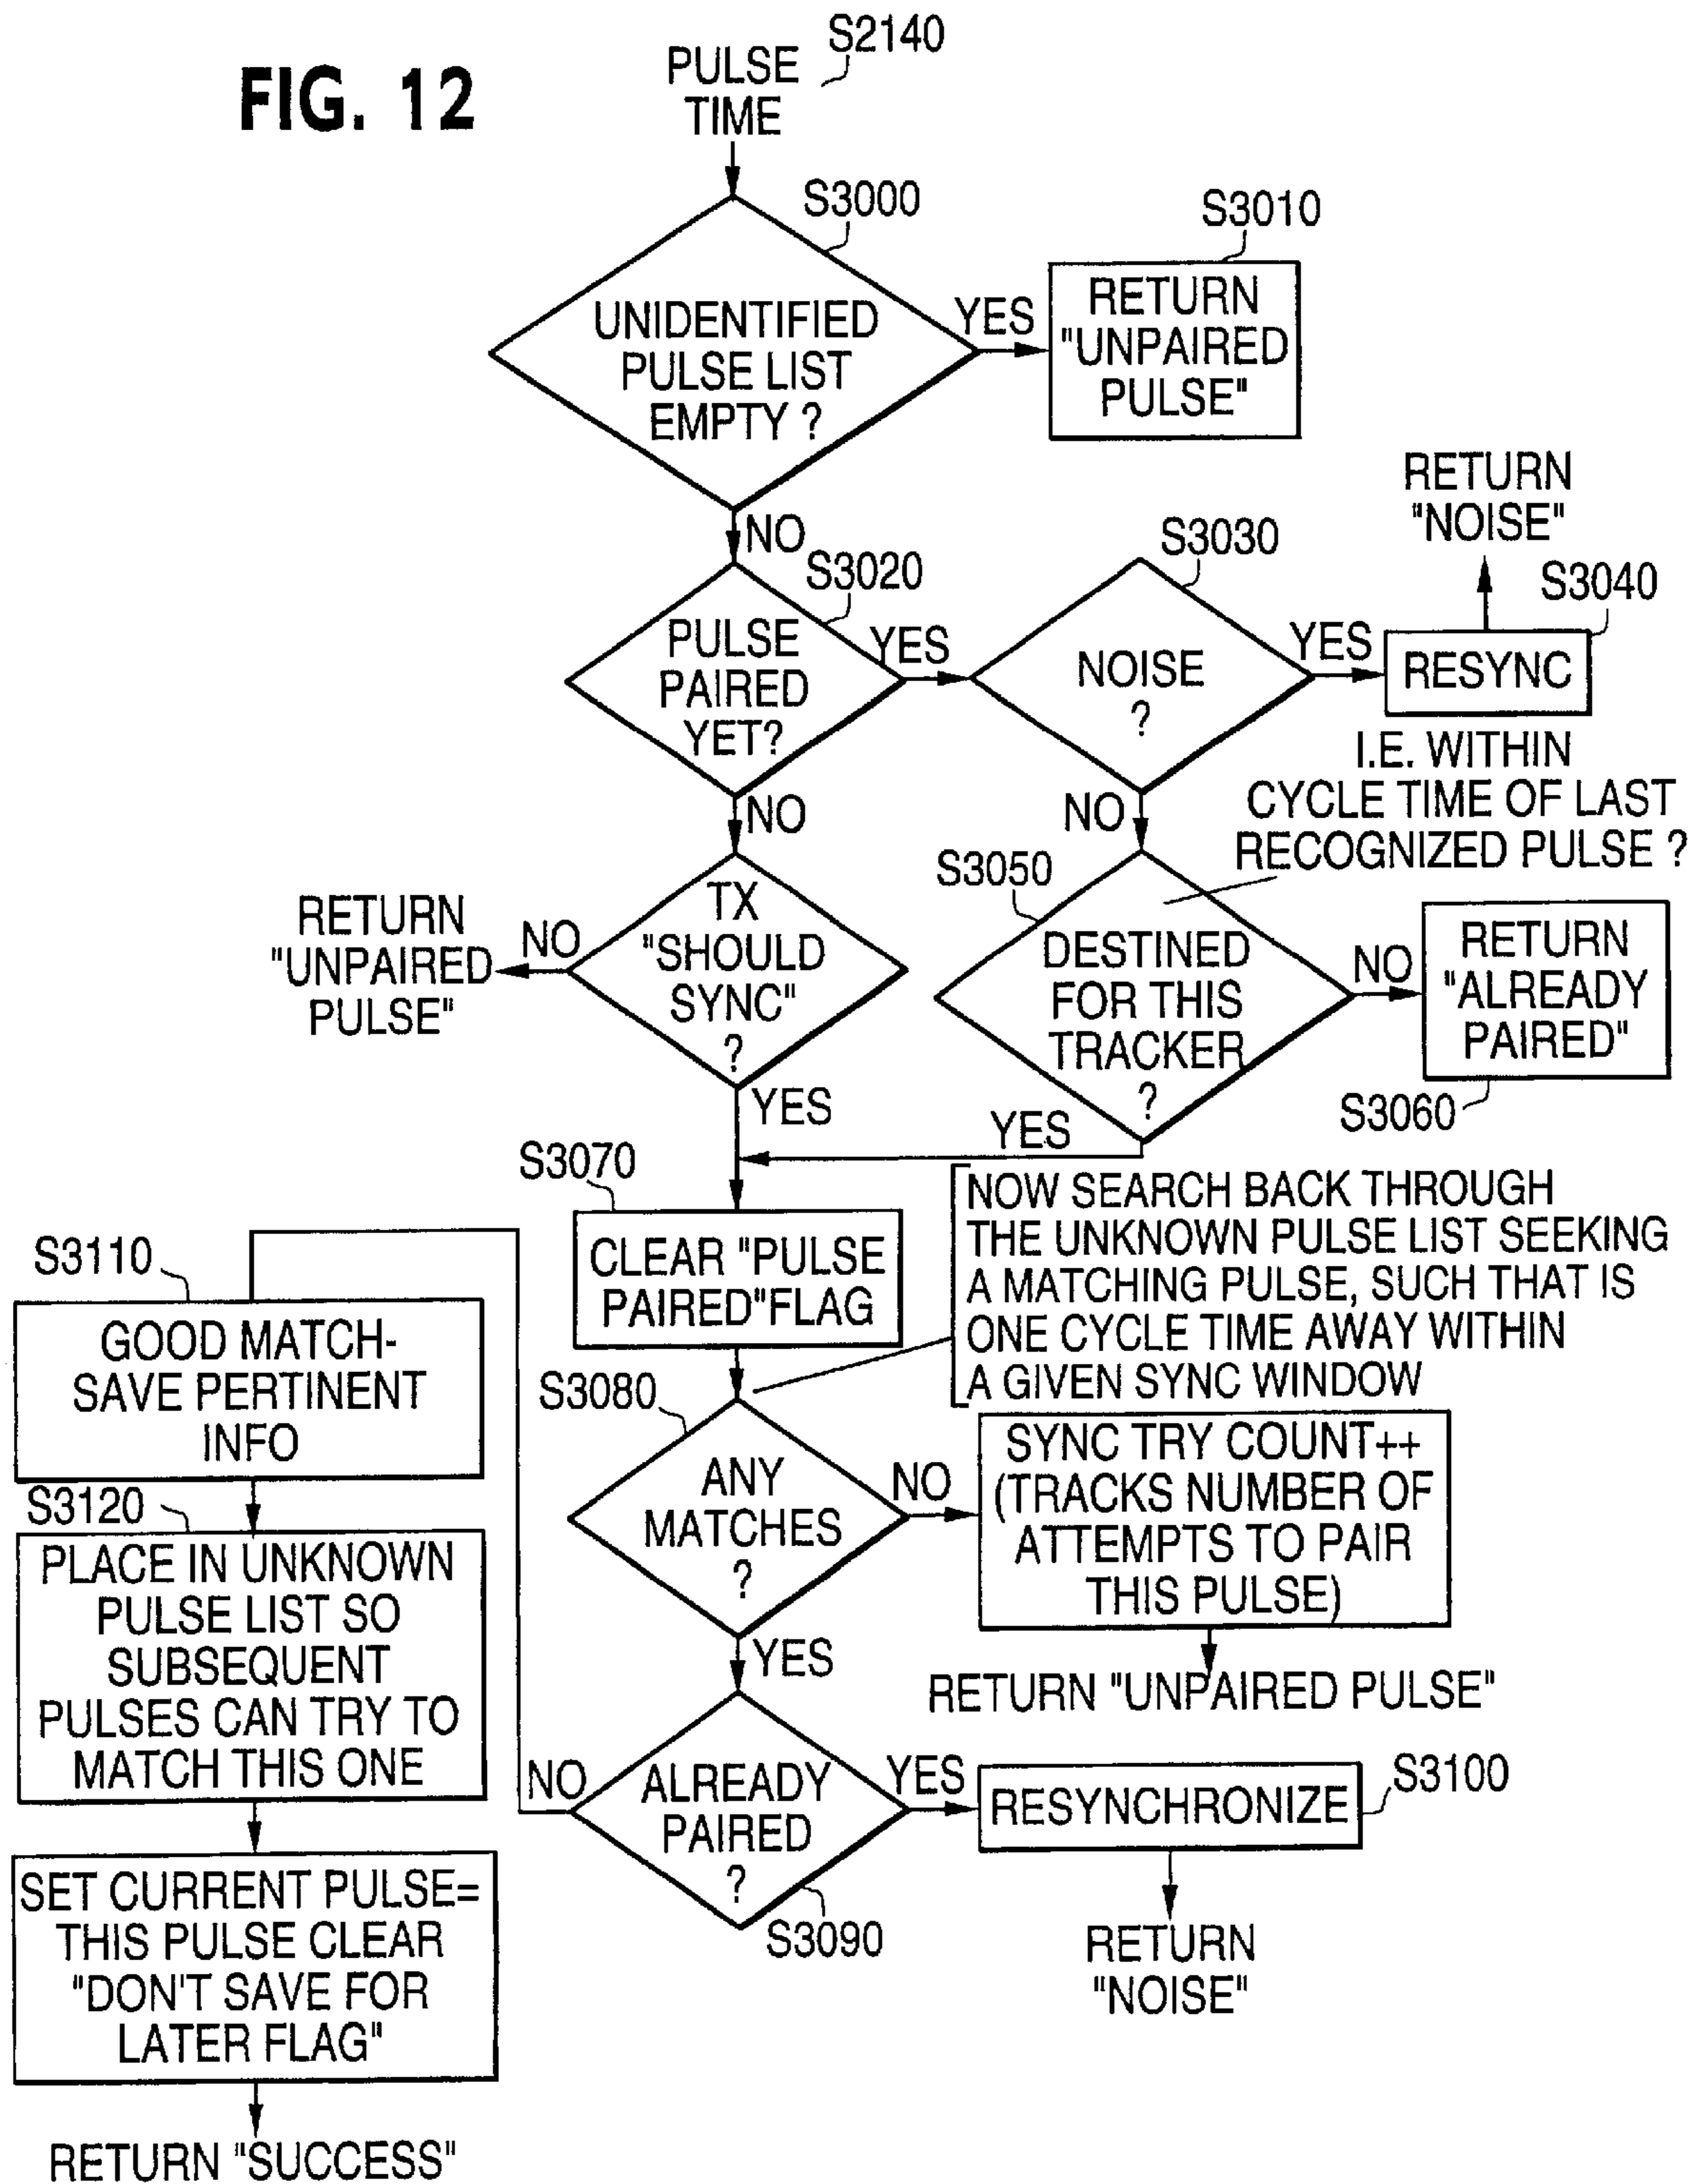 FIG. 12
PULSE
TIME
S2140
S3000
UNIDENTIFIED
PULSE LIST
EMPTY ?
YES
S3010
RETURN
"UNPAIRED
PULSE"
NO
S3020
PULSE
PAIRED
YET?
YES
S3030
NOISE
?
YES
S3040
RESYNC
RETURN
"NOISE"
NO
NO
I.E. WITHIN
CYCLE TIME OF LAST
RECOGNIZED PULSE ?
TX
"SHOULD
SYNC"
?
NO
RETURN
"UNPAIRED
PULSE"
YES
S3050
DESTINED
FOR THIS
TRACKER
?
NO
RETURN
"ALREADY
PAIRED"
S3060
YES
S3070
CLEAR "PULSE
PAIRED"FLAG
NOW SEARCH BACK THROUGH
THE UNKNOWN PULSE LIST SEEKING
A MATCHING PULSE, SUCH THAT IS
ONE CYCLE TIME AWAY WITHIN
A GIVEN SYNC WINDOW
S3080
ANY
MATCHES
?
NO
SYNC TRY COUNT++
(TRACKS NUMBER OF
ATTEMPTS TO PAIR
THIS PULSE)
RETURN "UNPAIRED PULSE"
YES
ALREADY
PAIRED
?
S3090
YES
RESYNCHRONIZE
S3100
RETURN
"NOISE"
NO
S3110
GOOD MATCH-
SAVE PERTINENT
INFO
S3120
PLACE IN UNKNOWN
PULSE LIST SO
SUBSEQUENT
PULSES CAN TRY TO
MATCH THIS ONE
SET CURRENT PULSE=
THIS PULSE CLEAR
"DON'T SAVE FOR
LATER FLAG"
RETURN "SUCCESS"